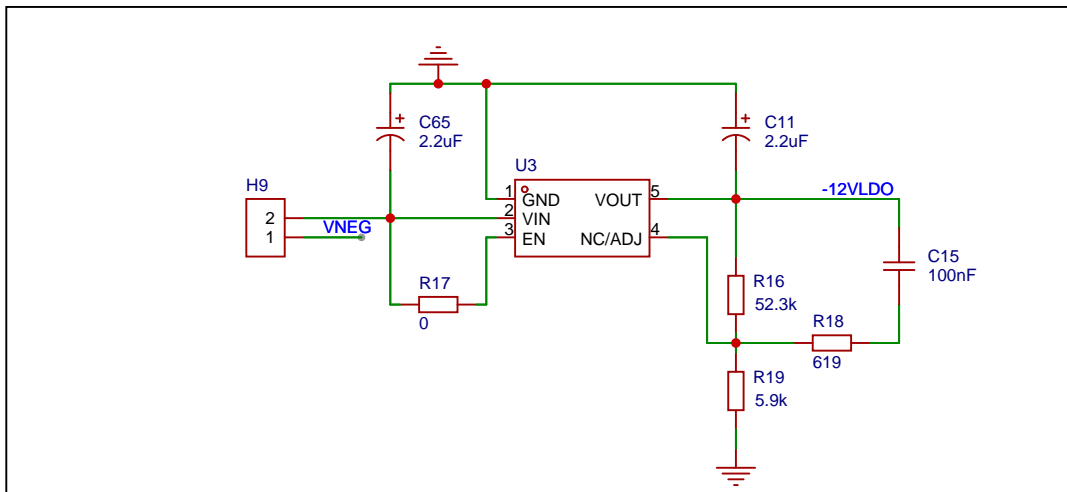 C65
2.2uF
C11
2.2uF
U3
H9
1
GND
VOUT
5
-12VLDO
2
2
VIN
1
VNEG
3
EN
NC/ADJ
4
C15
100nF
R17
0
R16
52.3k
R18
619
R19
5.9k